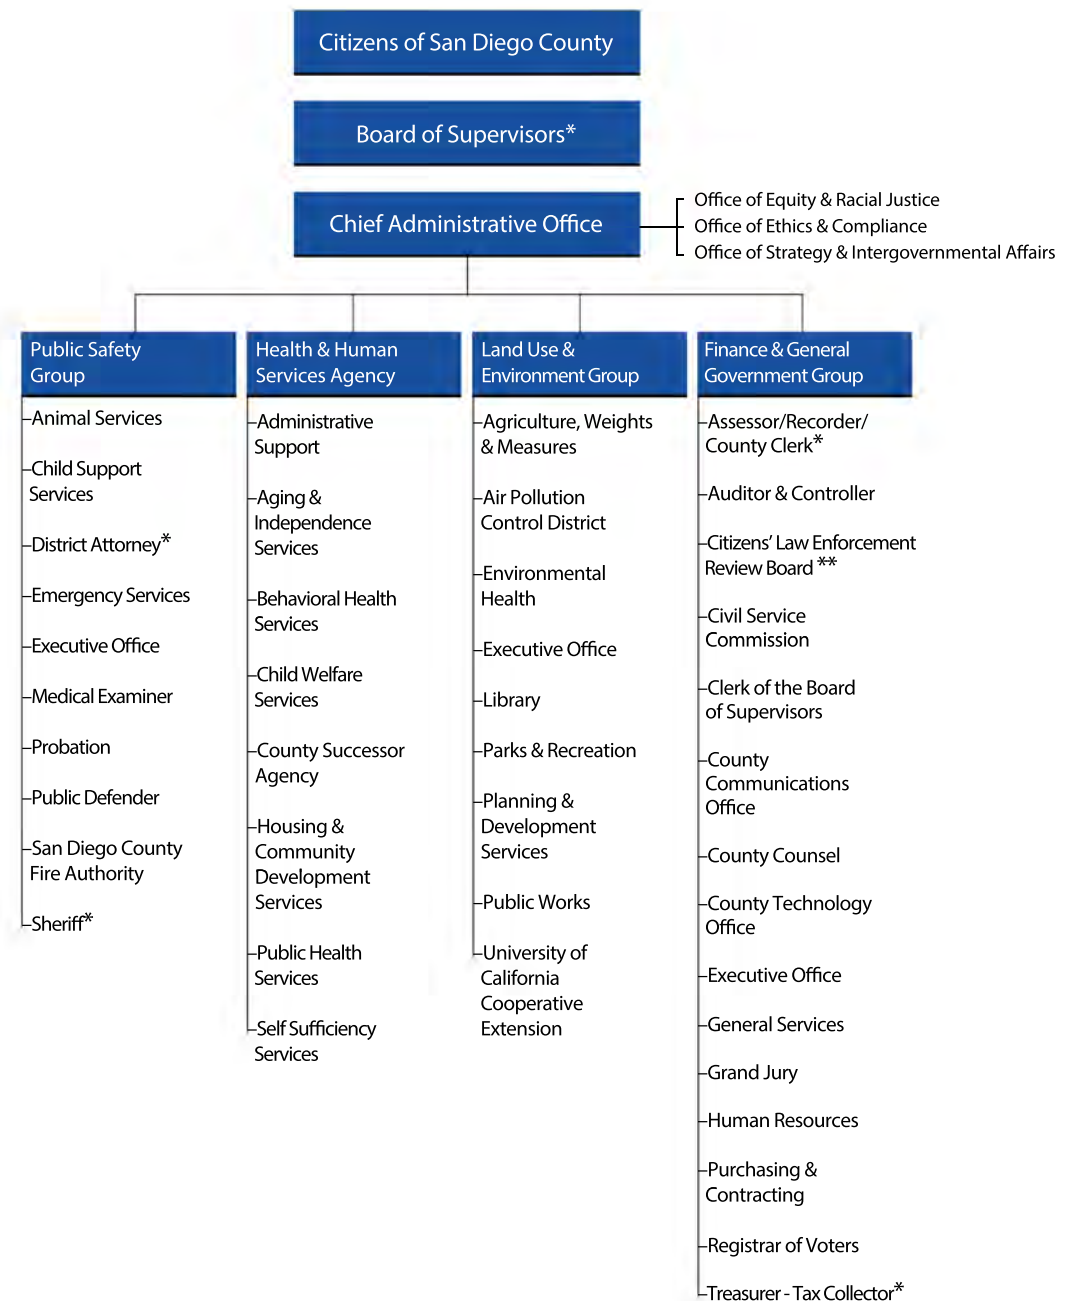 Citizens of San Diego County
Board of Supervisors*
Chief Administrative Office
Office of Equity & Racial Justice
Office of Ethics & Compliance
Office of Strategy & Intergovernmental Affairs
Public Safety
Group
Animal Services
Child Support
Services
District Attorney*
Emergency Services
Executive Office
Medical Examiner
Probation
Public Defender
San Diego County
Fire Authority
Sheriff*
Health & Human
Services Agency
Administrative
Support
Aging &
Independence
Services
Behavioral Health
Services
Child Welfare
Services
County Successor
Agency
Housing &
Community
Development
Services
Public Health
Services
Self Sufficiency
Services
Land Use &
Environment Group
Agriculture, Weights
& Measures
Air Pollution
Control District
Environmental
Health
Executive Office
Library
Parks & Recreation
Planning &
Development
Services
Public Works
University of
California
Cooperative
Extension
Finance & General
Government Group
Assessor/Recorder/
County Clerk*
Auditor & Controller
Citizens’ Law Enforcement
Review Board **
Civil Service
Commission
Clerk of the Board
of Supervisors
County
Communications
Office
County Counsel
County Technology
Office
Executive Office
General Services
Grand Jury
Human Resources
Purchasing &
Contracting
Registrar of Voters
Treasurer - Tax Collector*